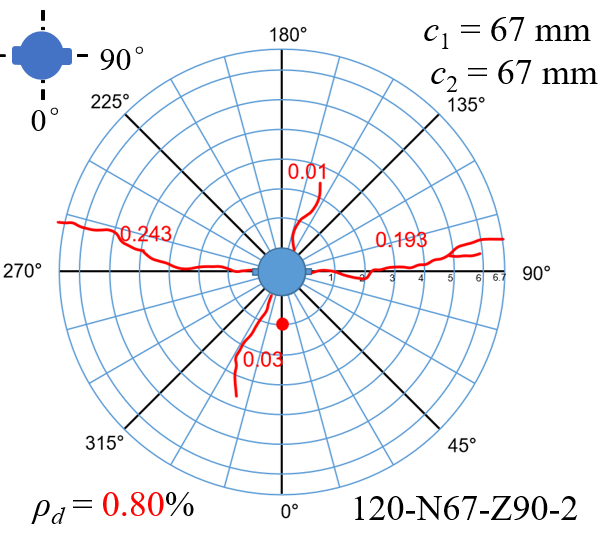 180°
c₁ = 67 mm
90°
c₂ = 67 mm
225°
135°
0°
0.01
0.243
0.193
270°
1 2 3 4 5 6 6.7
90°
0.03
315°
45°
ρd = 0.80%
0°
120-N67-Z90-2